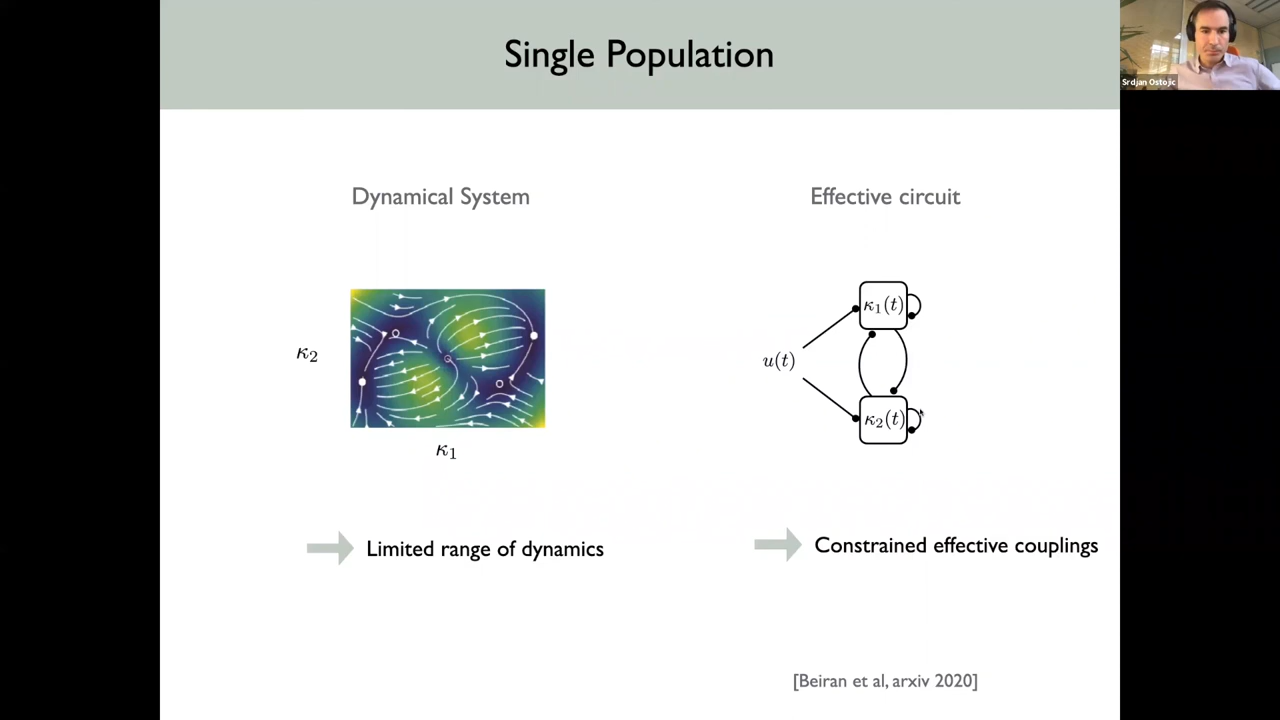 Single Population
Srdjan Ostojic
Dynamical System
Effective circuit
κ₂
κ₁
u(t)
κ₁(t)
κ₂(t)
Limited range of dynamics
Constrained effective couplings
[Beiran et al, arxiv 2020]